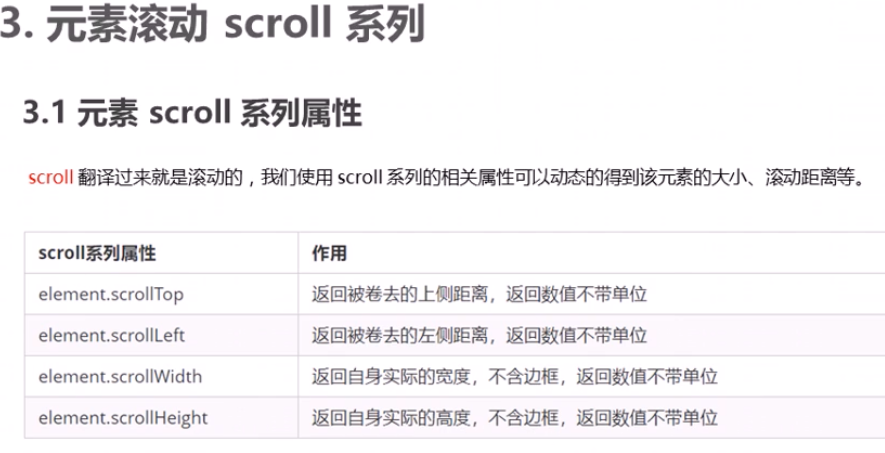 3. 元素滚动 scroll 系列
3.1 元素 scroll 系列属性
scroll 翻译过来就是滚动的，我们使用 scroll 系列的相关属性可以动态的得到该元素的大小、滚动距离等。
scroll系列属性 作用
element.scrollTop 返回被卷去的上侧距离，返回数值不带单位
element.scrollLeft 返回被卷去的左侧距离，返回数值不带单位
element.scrollWidth 返回自身实际的宽度，不含边框，返回数值不带单位
element.scrollHeight 返回自身实际的高度，不含边框，返回数值不带单位